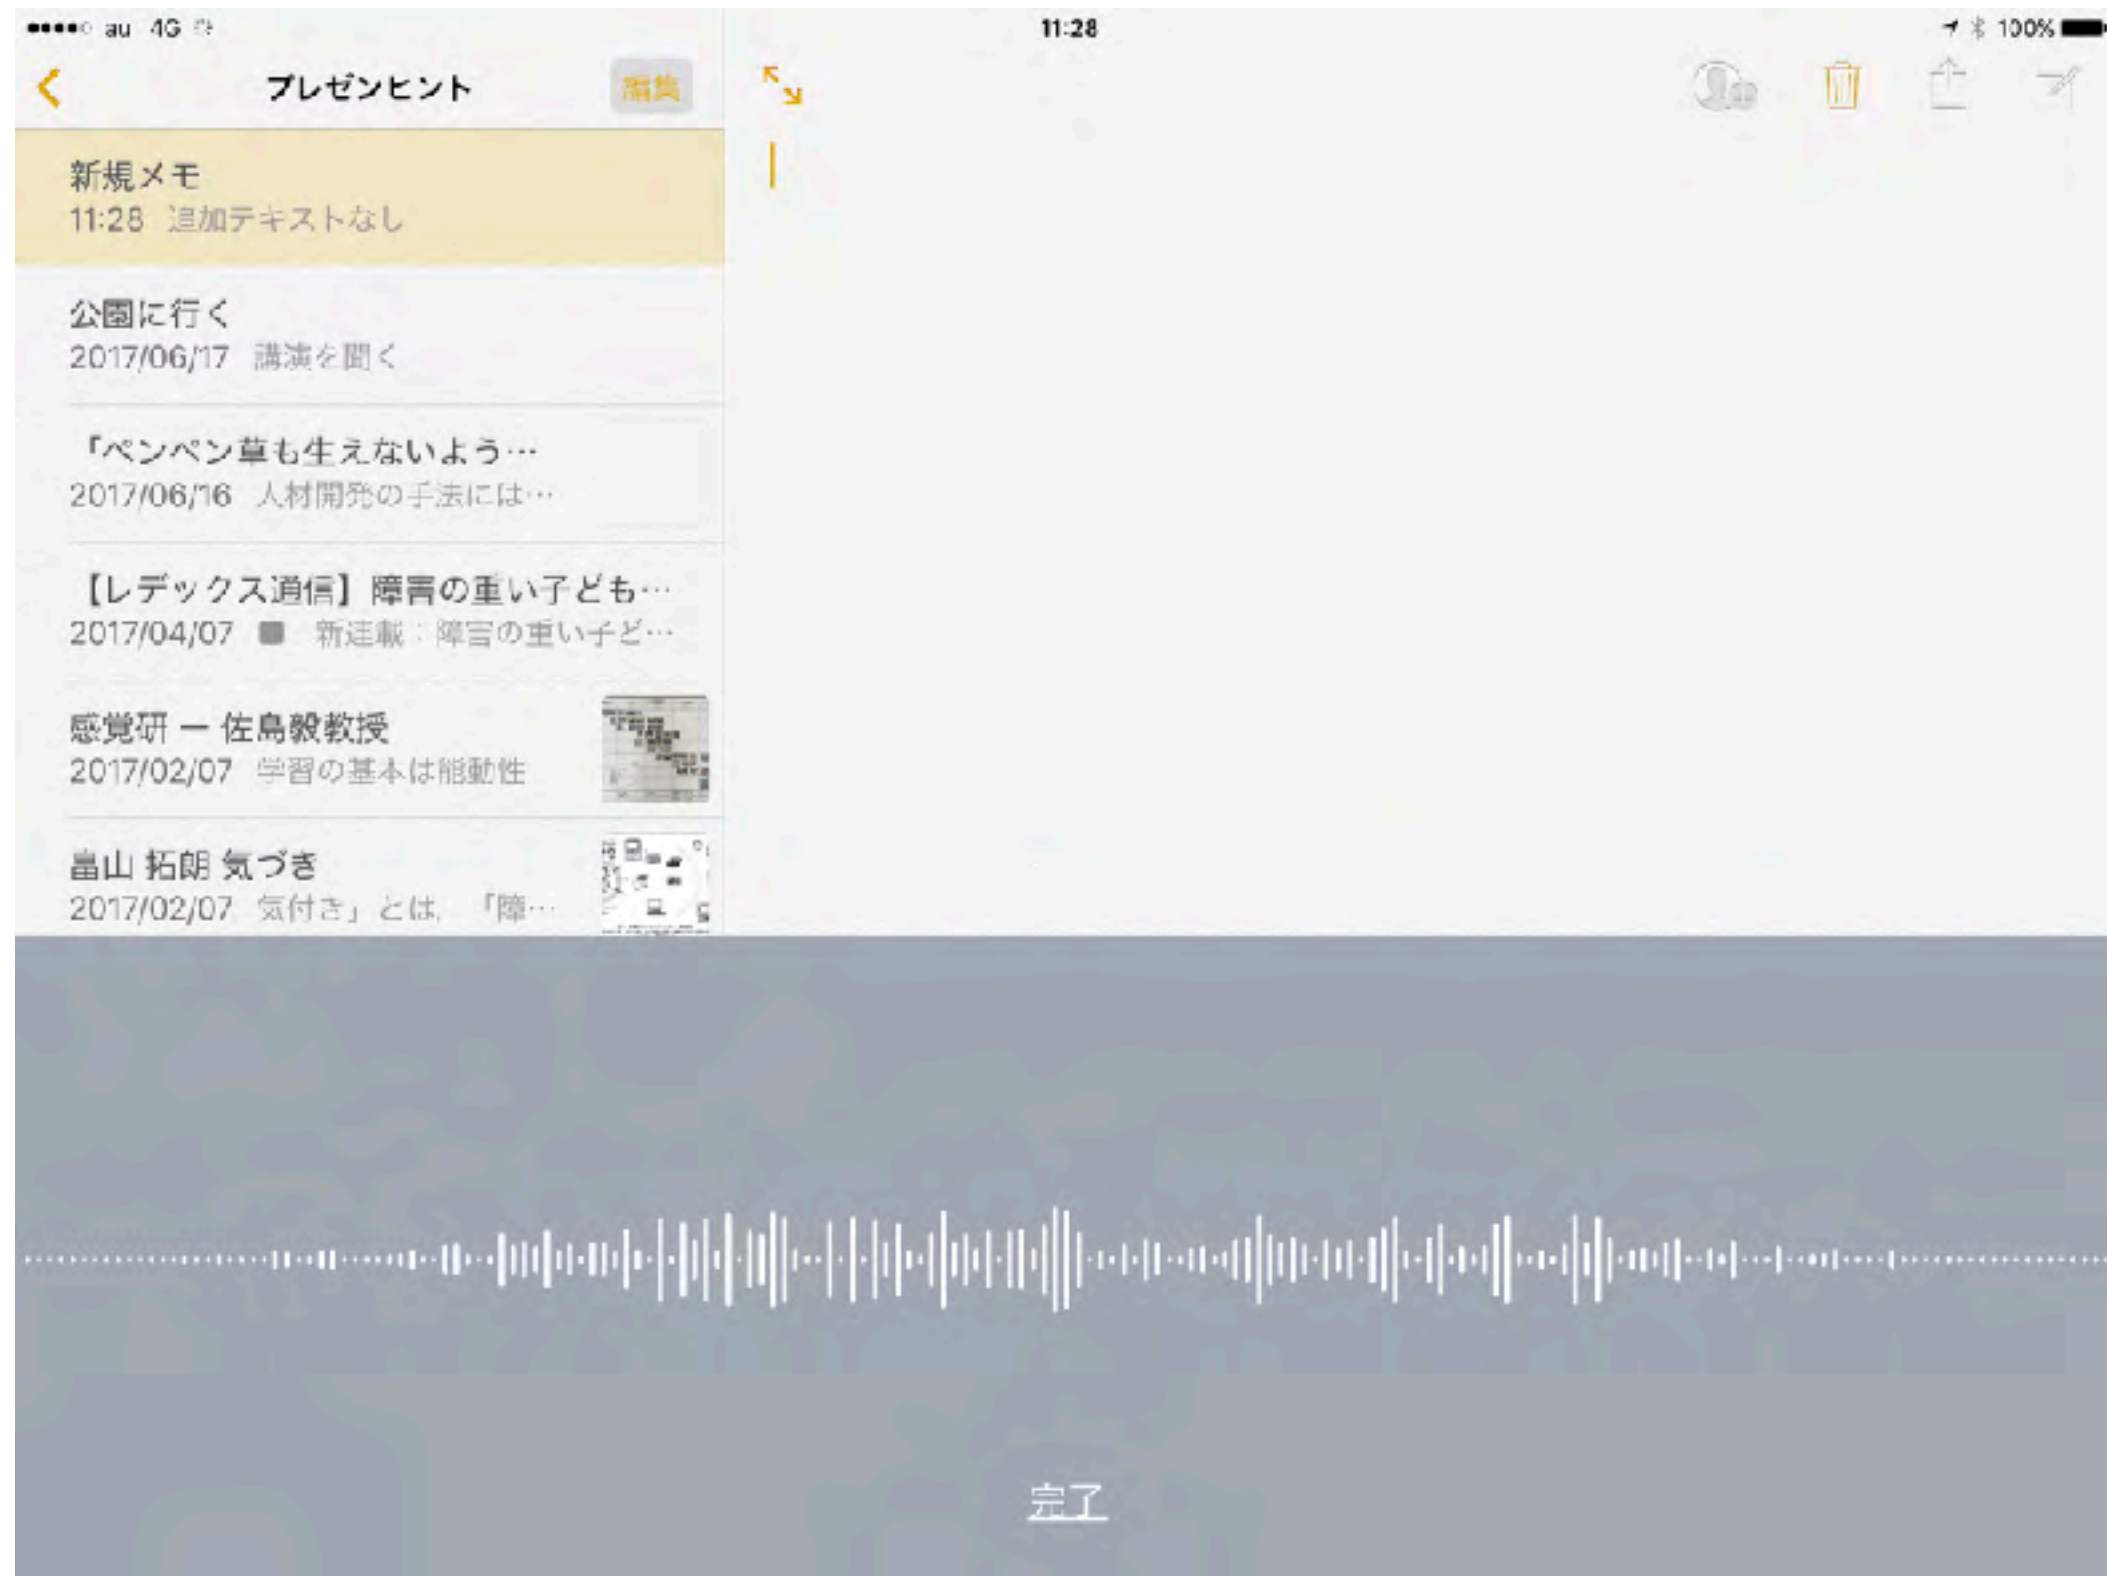 au 4G
11:28
100%
プレゼンヒント
編集
新規メモ
11:28 追加テキストなし
公園に行く
2017/06/17 講演を聞く
「ペンペン草も生えないよう…
2017/06/16 人材開発の手法には…
【レデックス通信】障害の重い子ども…
2017/04/07 ■ 新連載：障害の重い子ど…
感覚研 ー 佐島毅教授
2017/02/07 学習の基本は能動性
畠山 拓朗 気づき
2017/02/07 気付き」とは，「障…
完了